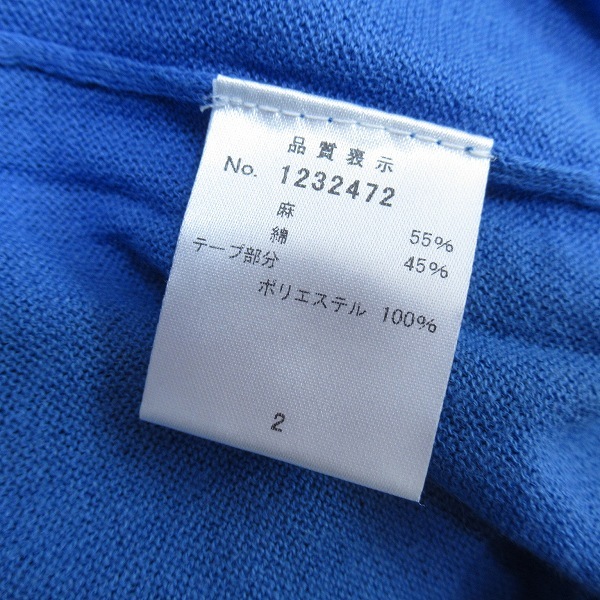 品質表示
No. 1232472
麻 55%
綿 45%
テープ部分
ポリエステル 100%
2